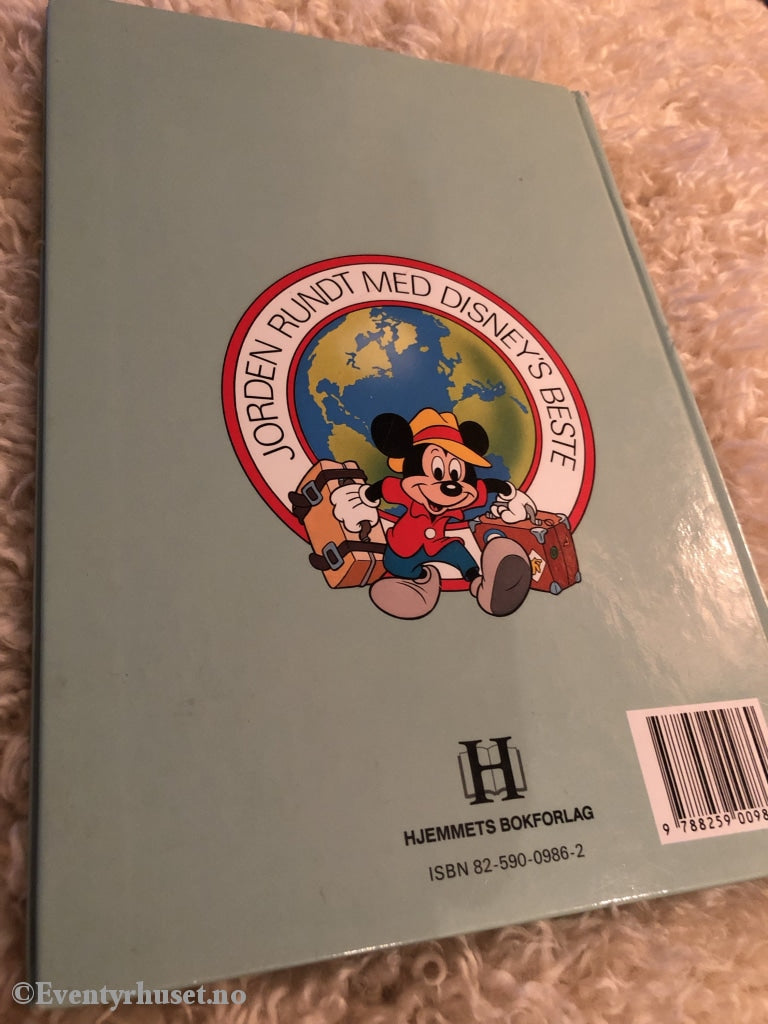 JORDEN RUNDT MED DISNEY'S BESTE
H
HJEMMETS BOKFORLAG
ISBN 82-590-0986-2
9 788259 0098
©Eventyrhuset.no